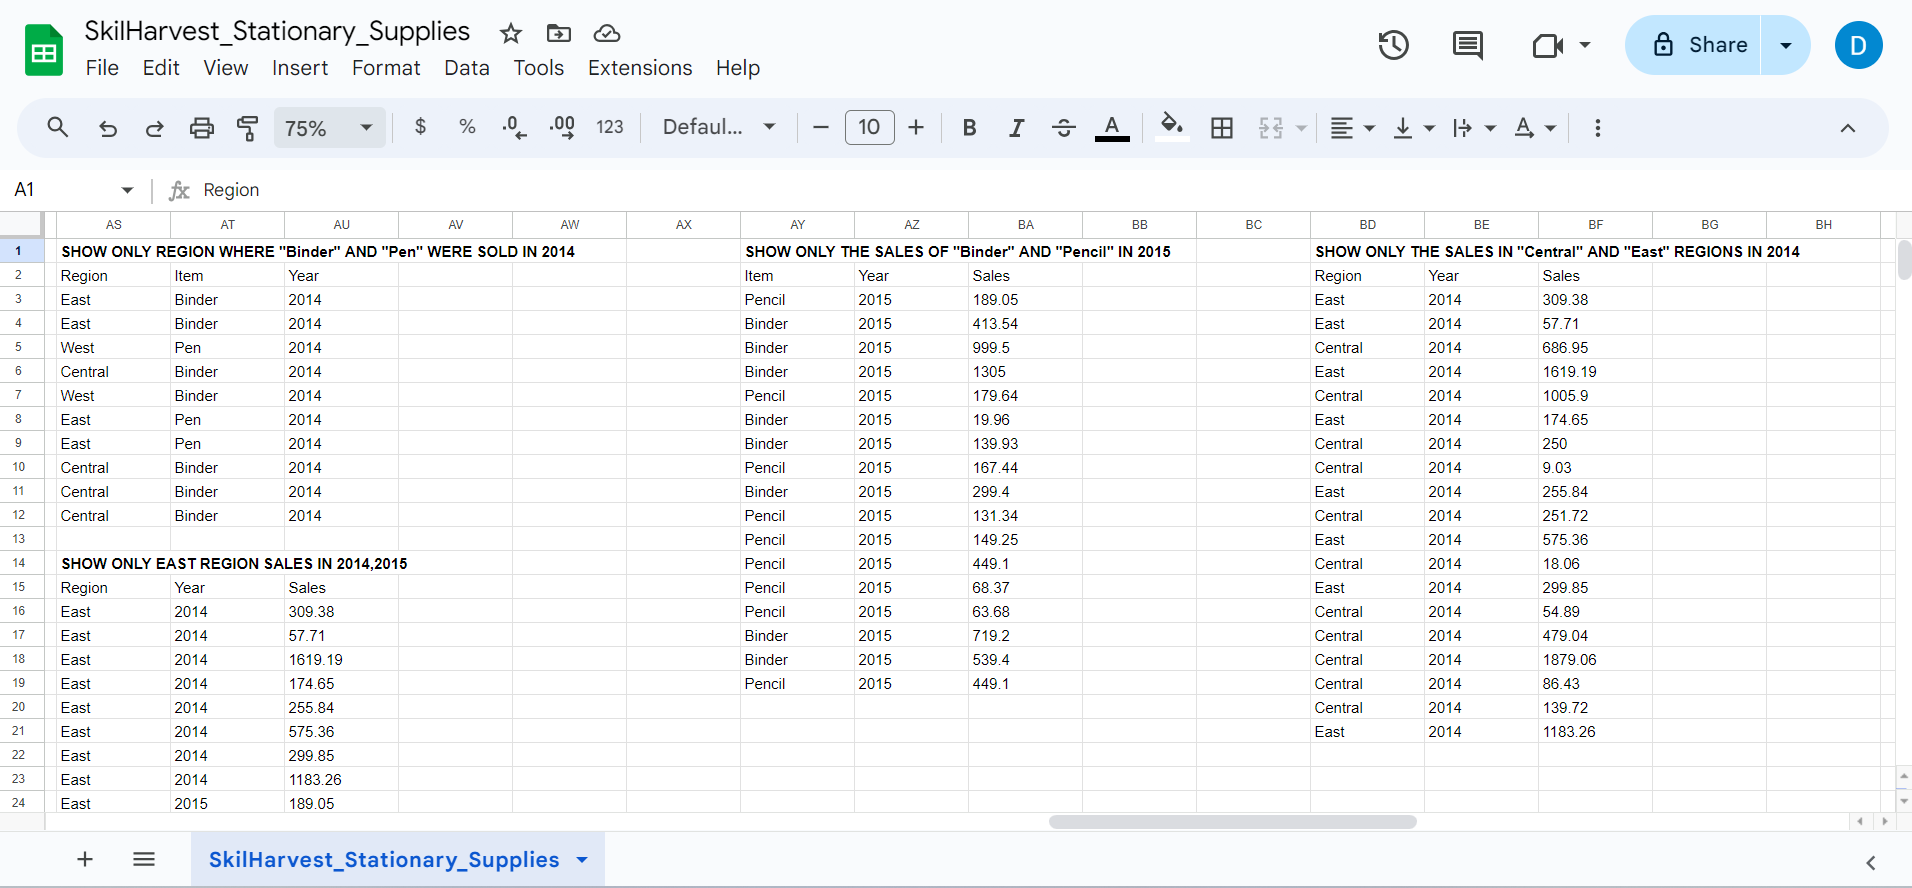 SkilHarvest_Stationary_Supplies
File Edit View Insert Format Data Tools Extensions Help
Share
D
75% $ % .0 .00 123 Defaul... 10 B I A A
A1 fx Region
AS AT AU AV AW AX AY AZ BA BB BC BD BE BF BG BH
1 SHOW ONLY REGION WHERE "Binder" AND "Pen" WERE SOLD IN 2014 SHOW ONLY THE SALES OF "Binder" AND "Pencil" IN 2015 SHOW ONLY THE SALES IN "Central" AND "East" REGIONS IN 2014
2 Region Item Year Item Year Sales Region Year Sales
3 East Binder 2014 Pencil 2015 189.05 East 2014 309.38
4 East Binder 2014 Binder 2015 413.54 East 2014 57.71
5 West Pen 2014 Binder 2015 999.5 Central 2014 686.95
6 Central Binder 2014 Binder 2015 1305 East 2014 1619.19
7 West Binder 2014 Pencil 2015 179.64 Central 2014 1005.9
8 East Pen 2014 Binder 2015 19.96 East 2014 174.65
9 East Pen 2014 Binder 2015 139.93 Central 2014 250
10 Central Binder 2014 Pencil 2015 167.44 Central 2014 9.03
11 Central Binder 2014 Binder 2015 299.4 East 2014 255.84
12 Central Binder 2014 Pencil 2015 131.34 Central 2014 251.72
13 Pencil 2015 149.25 East 2014 575.36
14 SHOW ONLY EAST REGION SALES IN 2014,2015 Pencil 2015 449.1 Central 2014 18.06
15 Region Year Sales Pencil 2015 68.37 East 2014 299.85
16 East 2014 309.38 Pencil 2015 63.68 Central 2014 54.89
17 East 2014 57.71 Binder 2015 719.2 Central 2014 479.04
18 East 2014 1619.19 Binder 2015 539.4 Central 2014 1879.06
19 East 2014 174.65 Pencil 2015 449.1 Central 2014 86.43
20 East 2014 255.84 Central 2014 139.72
21 East 2014 575.36 East 2014 1183.26
22 East 2014 299.85
23 East 2014 1183.26
24 East 2015 189.05
SkilHarvest_Stationary_Supplies